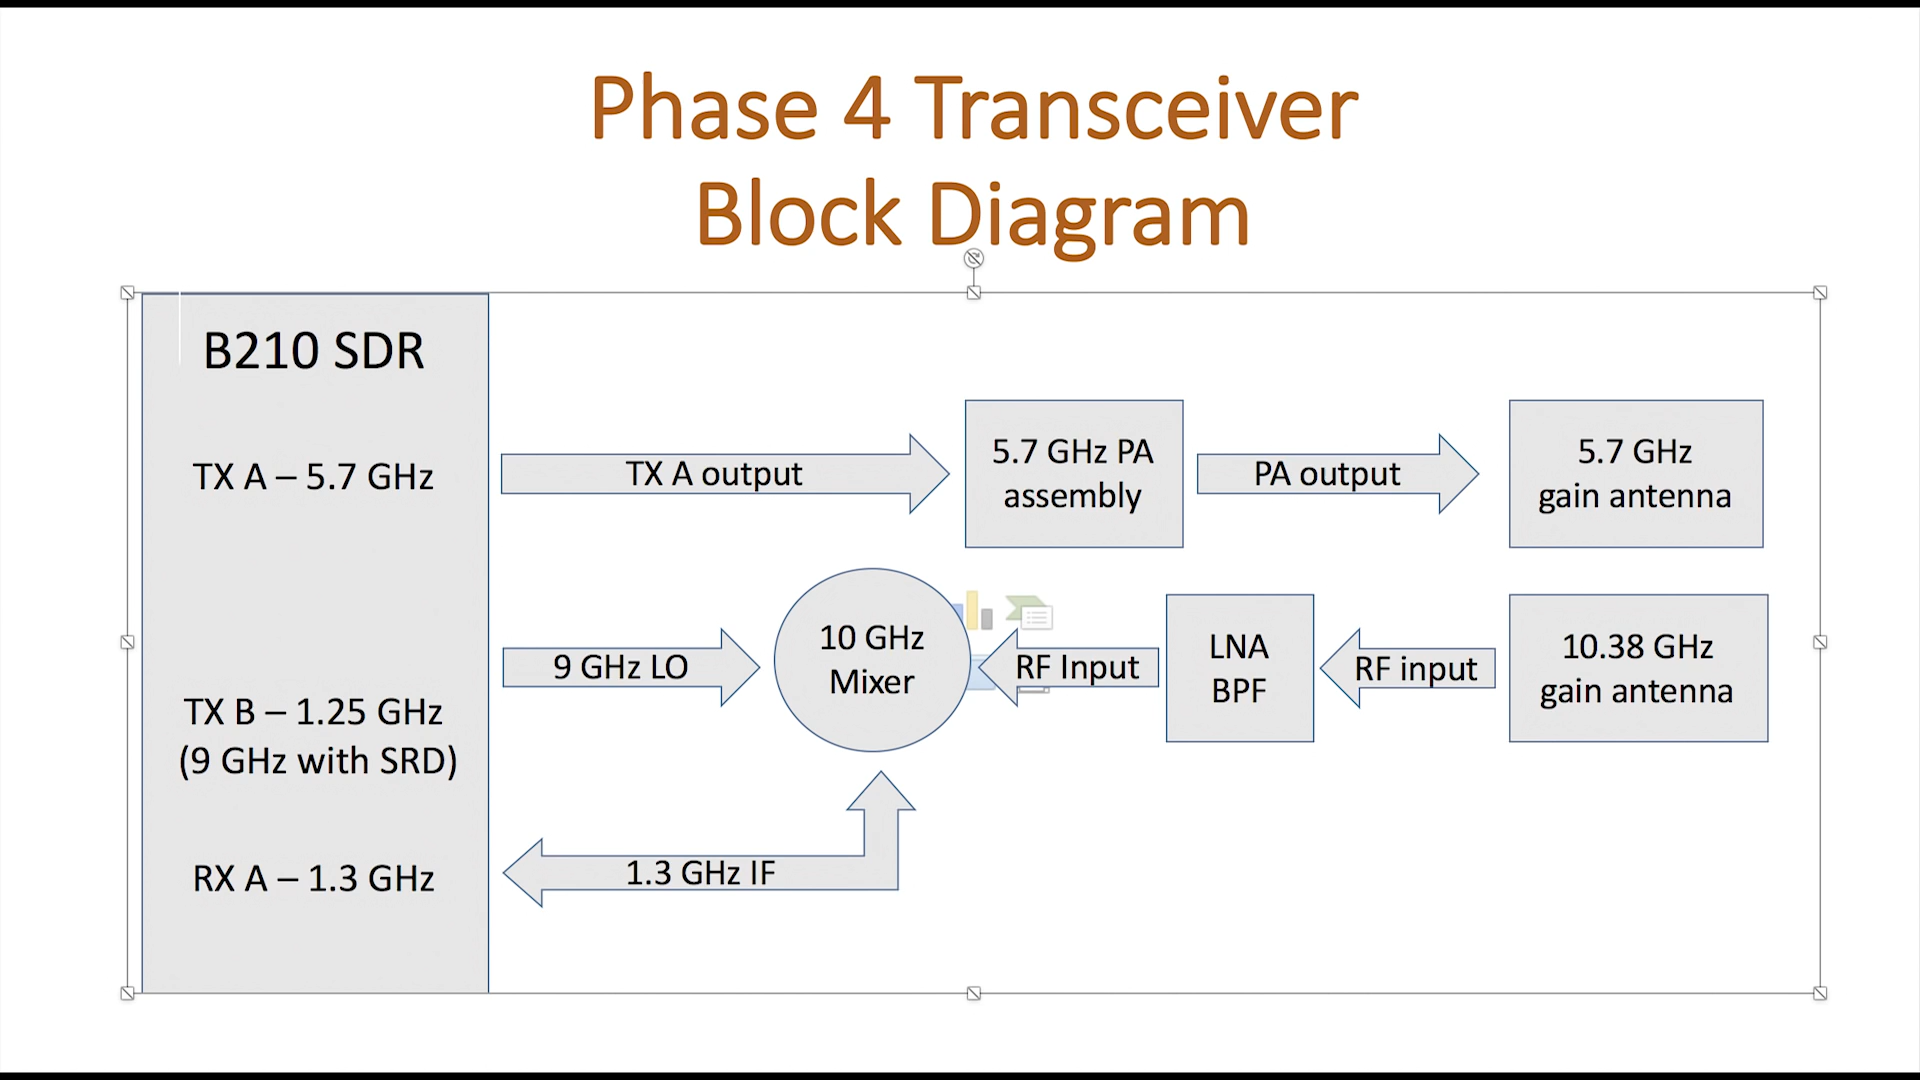 Phase 4 Transceiver
Block Diagram
B210 SDR
TX A – 5.7 GHz
TX A output
5.7 GHz PA
assembly
PA output
5.7 GHz
gain antenna
TX B – 1.25 GHz
(9 GHz with SRD)
9 GHz LO
10 GHz
Mixer
RF Input
LNA
BPF
RF input
10.38 GHz
gain antenna
RX A – 1.3 GHz
1.3 GHz IF